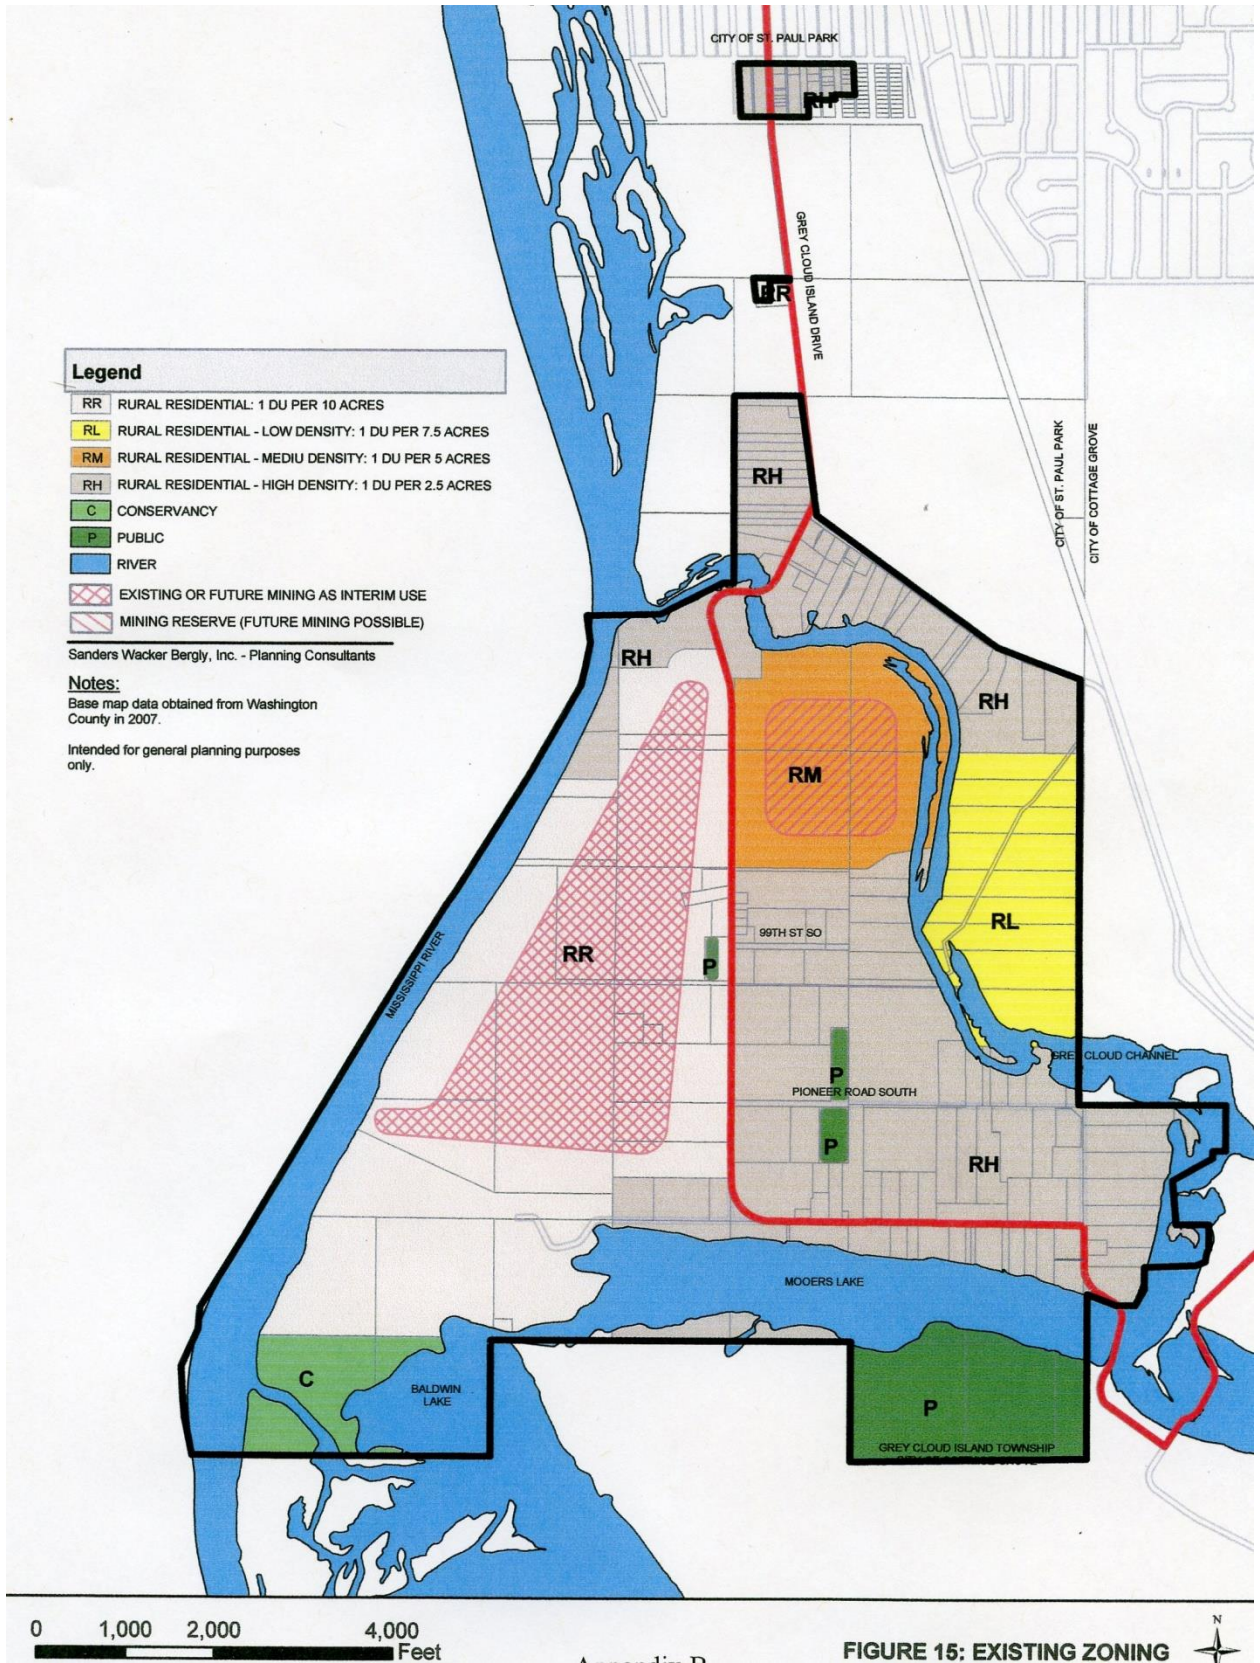 CITY OF ST. PAUL PARK
RH
GREY CLOUD ISLAND DRIVE
RR
Legend
RR RURAL RESIDENTIAL: 1 DU PER 10 ACRES
RL RURAL RESIDENTIAL - LOW DENSITY: 1 DU PER 7.5 ACRES
RM RURAL RESIDENTIAL - MEDIU DENSITY: 1 DU PER 5 ACRES
RH RURAL RESIDENTIAL - HIGH DENSITY: 1 DU PER 2.5 ACRES
C CONSERVANCY
P PUBLIC
RIVER
EXISTING OR FUTURE MINING AS INTERIM USE
MINING RESERVE (FUTURE MINING POSSIBLE)
Sanders Wacker Bergly, Inc. - Planning Consultants
Notes:
Base map data obtained from Washington
County in 2007.
Intended for general planning purposes
only.
CITY OF ST. PAUL PARK
CITY OF COTTAGE GROVE
RH
RH
RH
RM
RL
99TH ST SO
RR
P
MISSISSIPPI RIVER
GREY CLOUD CHANNEL
P
PIONEER ROAD SOUTH
P
RH
MOOERS LAKE
C
BALDWIN
LAKE
P
GREY CLOUD ISLAND TOWNSHIP
0 1,000 2,000 4,000
Feet
N
FIGURE 15: EXISTING ZONING
Appendix B